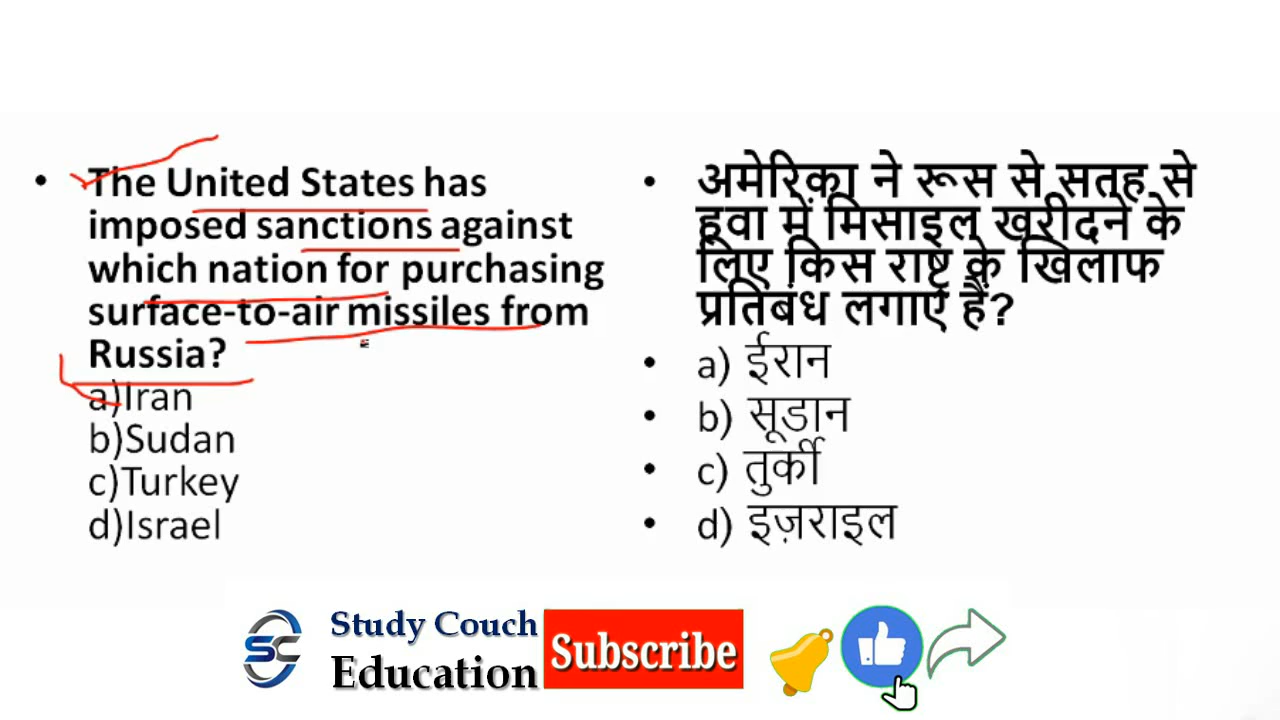 • The United States has
imposed sanctions against
which nation for purchasing
surface-to-air missiles from
Russia?
a)Iran
b)Sudan
c)Turkey
d)Israel
• अमेरिका ने रूस से सतह से
हवा में मिसाइल खरीदने के
लिए किस राष्ट्र के खिलाफ
प्रतिबंध लगाए हैं?
• a) ईरान
• b) सूडान
• c) तुर्की
• d) इज़राइल
SC
Study Couch
Education
Subscribe